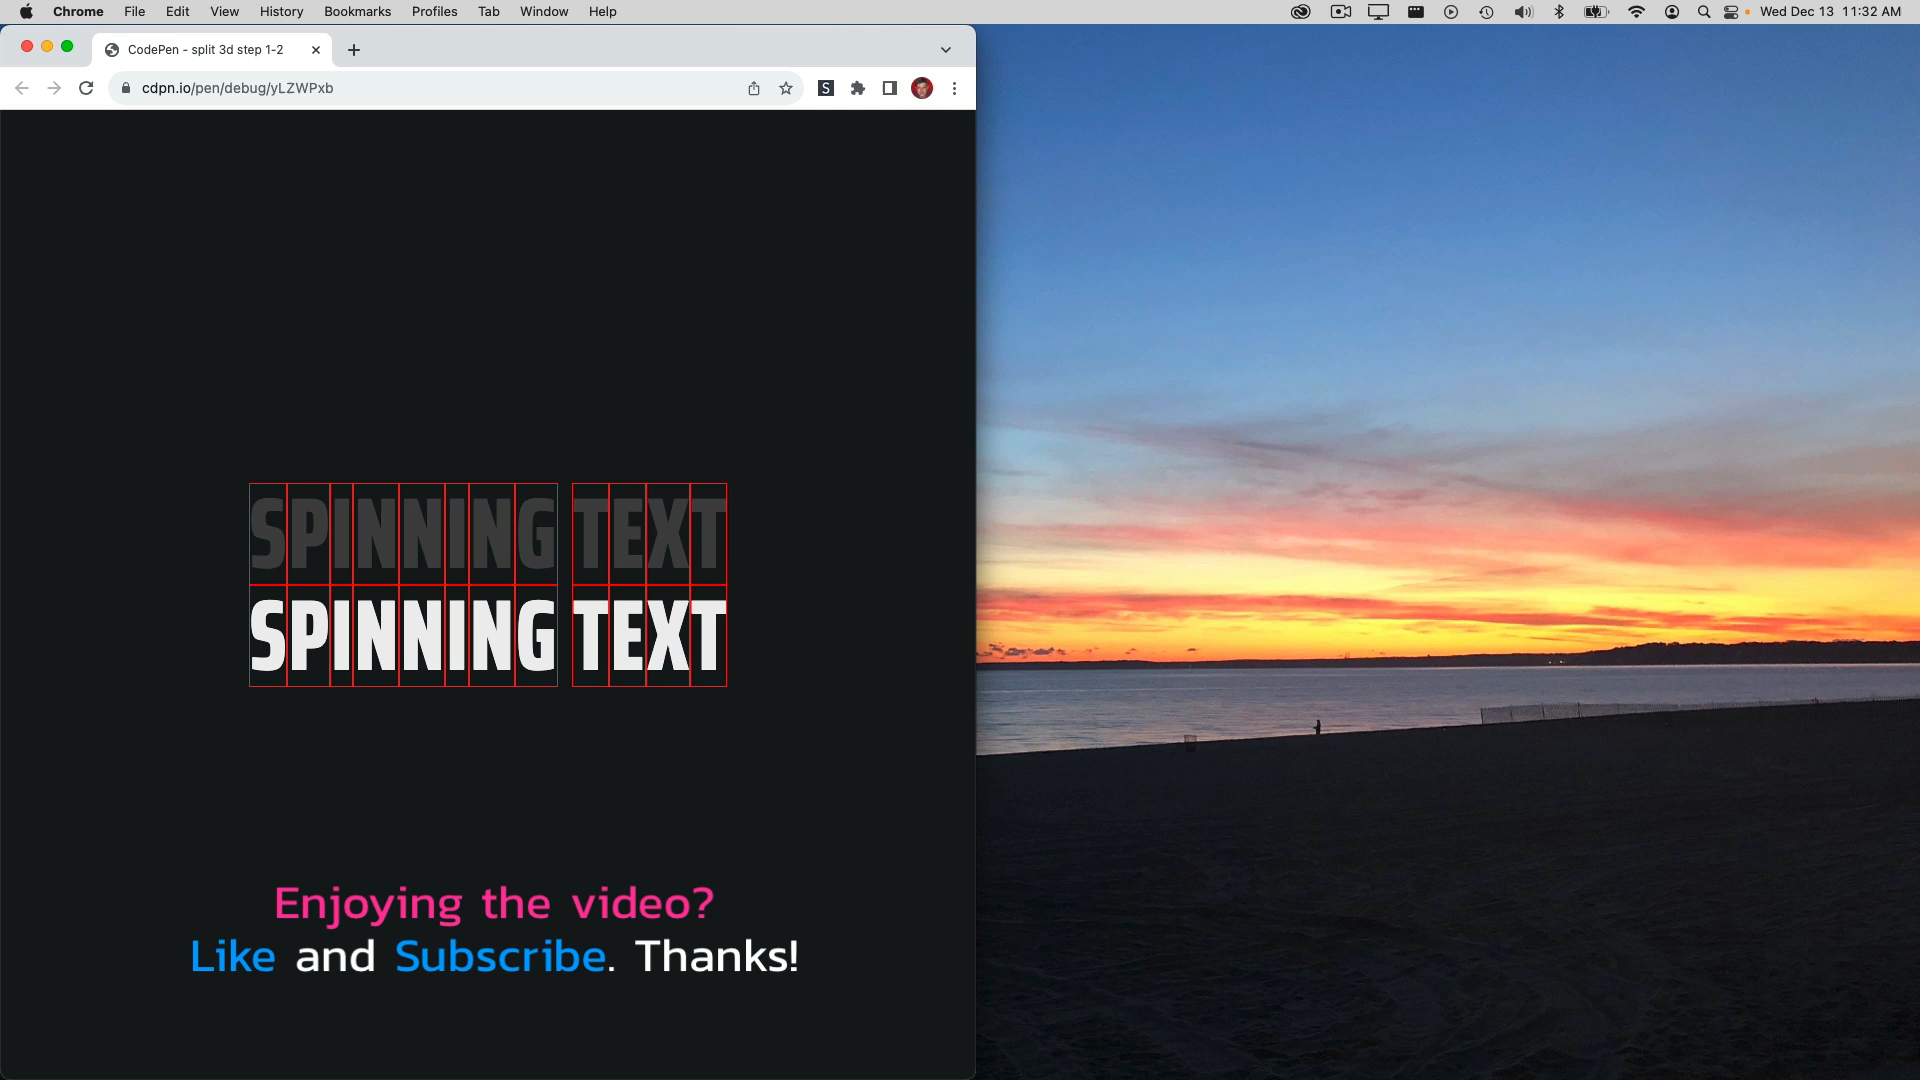 Chrome File Edit View History Bookmarks Profiles Tab Window Help Wed Dec 13 11:32 AM
CodePen - split 3d step 1-2
cdpn.io/pen/debug/yLZWPxb S
SPINNING TEXT
SPINNING TEXT
Enjoying the video?
Like and Subscribe. Thanks!